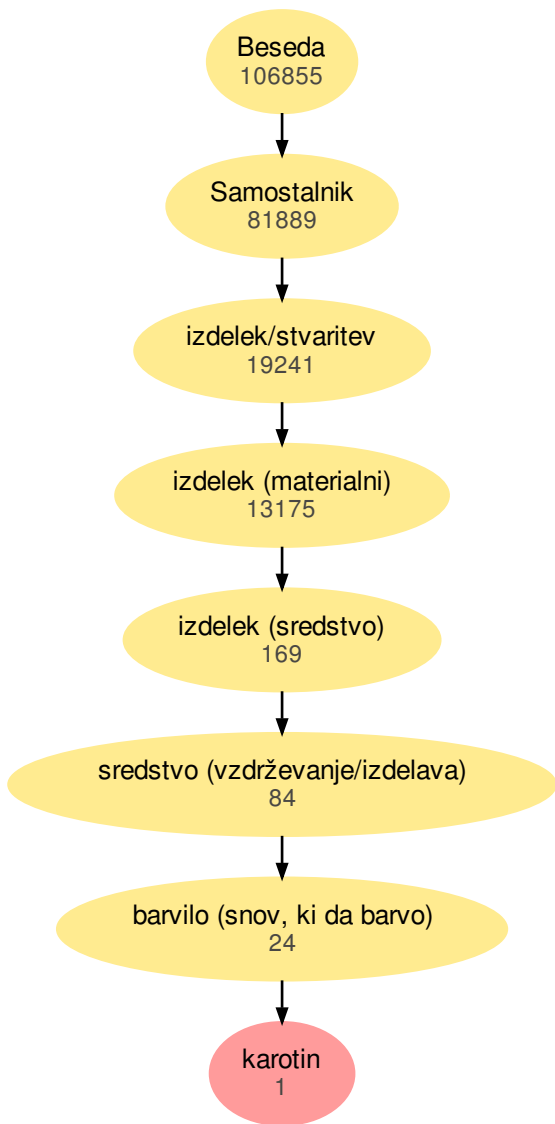 Beseda
106855
Samostalnik
81889
izdelek/stvaritev
19241
izdelek (materialni)
13175
izdelek (sredstvo)
169
sredstvo (vzdrževanje/izdelava)
84
barvilo (snov, ki da barvo)
24
karotin
1